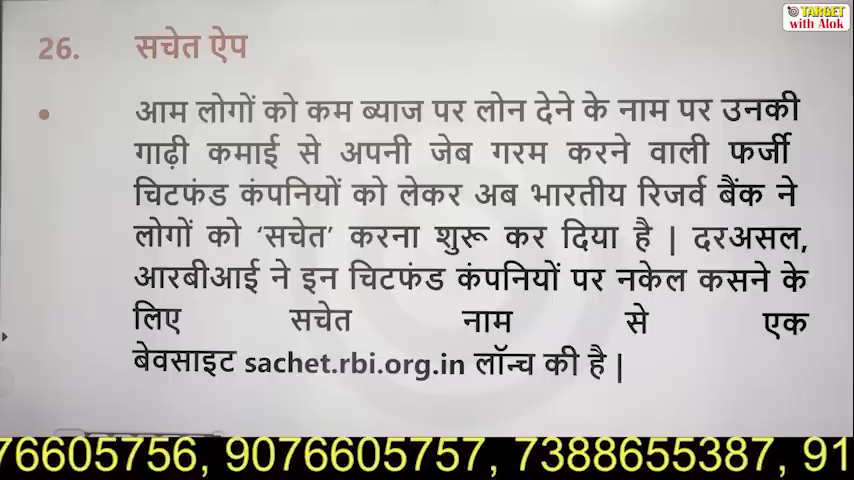 TARGET
with Alok
26. सचेत ऐप
• आम लोगों को कम ब्याज पर लोन देने के नाम पर उनकी
गाढ़ी कमाई से अपनी जेब गरम करने वाली फर्जी
चिटफंड कंपनियों को लेकर अब भारतीय रिजर्व बैंक ने
लोगों को ‘सचेत’ करना शुरू कर दिया है | दरअसल,
आरबीआई ने इन चिटफंड कंपनियों पर नकेल कसने के
लिए सचेत नाम से एक
बेवसाइट sachet.rbi.org.in लॉन्च की है |
76605756, 9076605757, 7388655387, 91